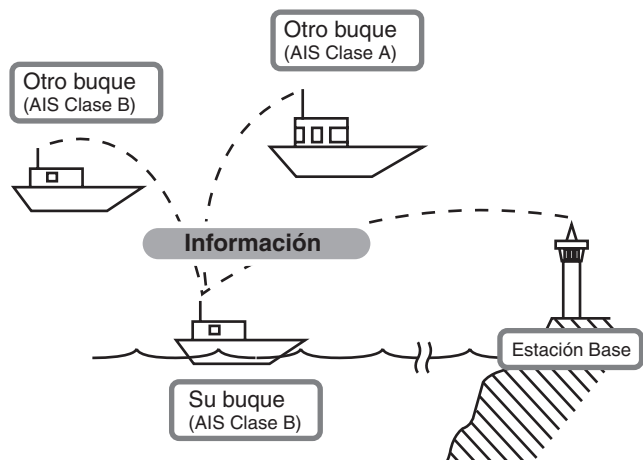 Otro buque
(AIS Clase A)
Otro buque
(AIS Clase B)
Información
Estación Base
Su buque
(AIS Clase B)